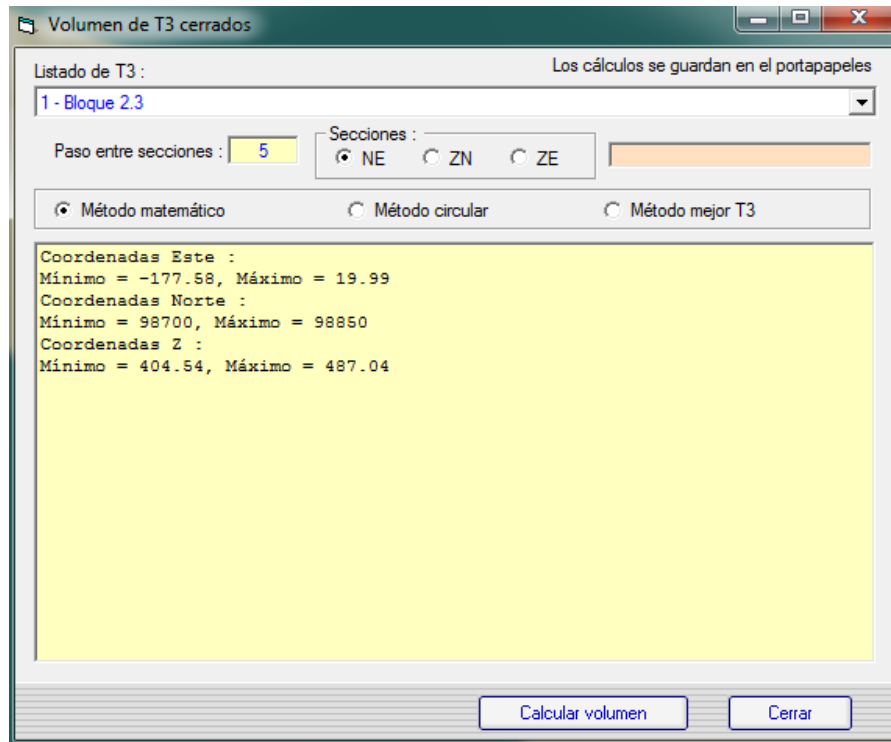 Volumen de T3 cerrados
Listado de T3 :
Los cálculos se guardan en el portapapeles
1 - Bloque 2.3
Paso entre secciones : 5
Secciones :
NE ZN ZE
Método matemático Método circular Método mejor T3
Coordenadas Este :
Mínimo = -177.58, Máximo = 19.99
Coordenadas Norte :
Mínimo = 98700, Máximo = 98850
Coordenadas Z :
Mínimo = 404.54, Máximo = 487.04
Calcular volumen Cerrar